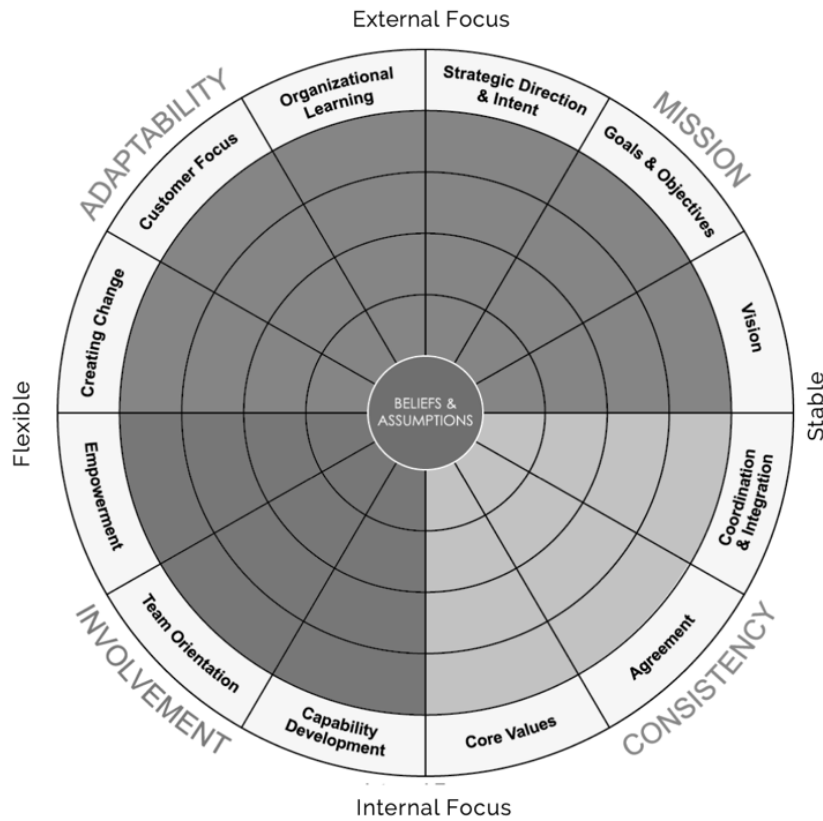 External Focus
ADAPTABILITY
MISSION
Organizational
Learning
Strategic Direction
& Intent
Customer Focus
Goals & Objectives
Creating Change
Vision
BELIEFS &
ASSUMPTIONS
Flexible
Stable
Empowerment
Coordination
& Integration
Team Orientation
Agreement
Capability
Development
Core Values
INVOLVEMENT
CONSISTENCY
Internal Focus